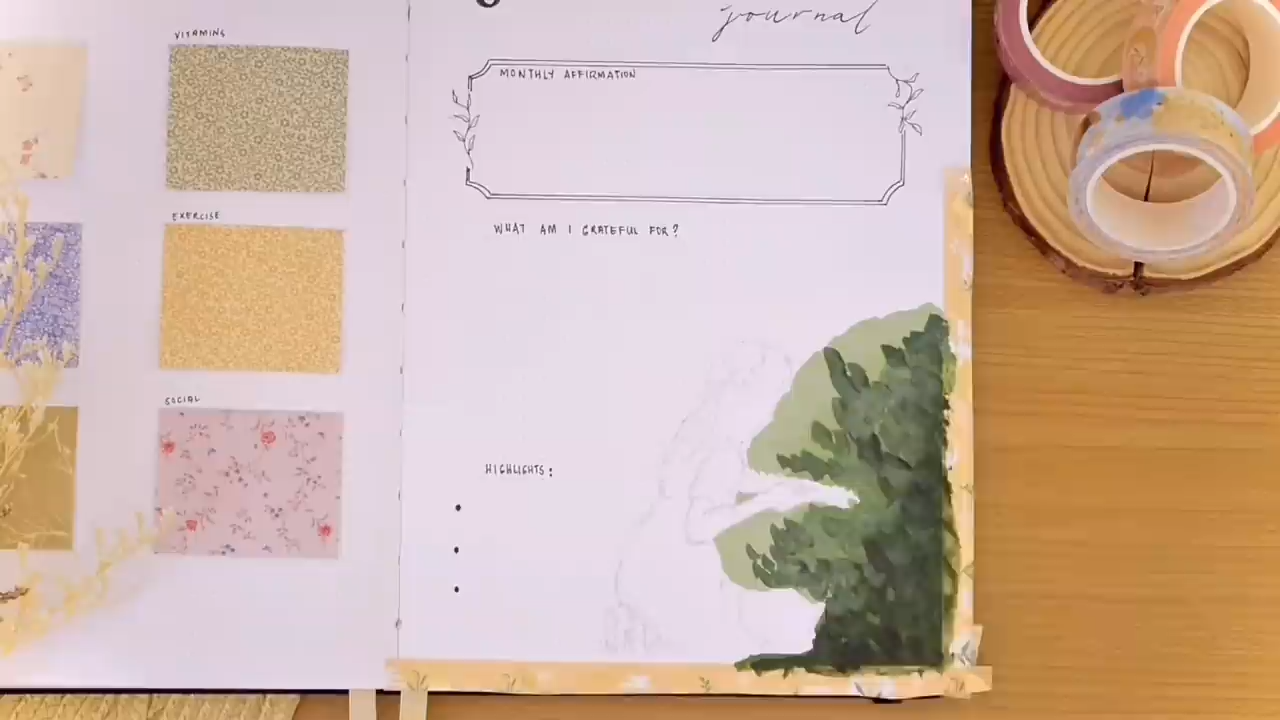 VITAMINS
EXERCISE
SOCIAL
journal
MONTHLY AFFIRMATION
WHAT AM I GRATEFUL FOR?
HIGHLIGHTS: